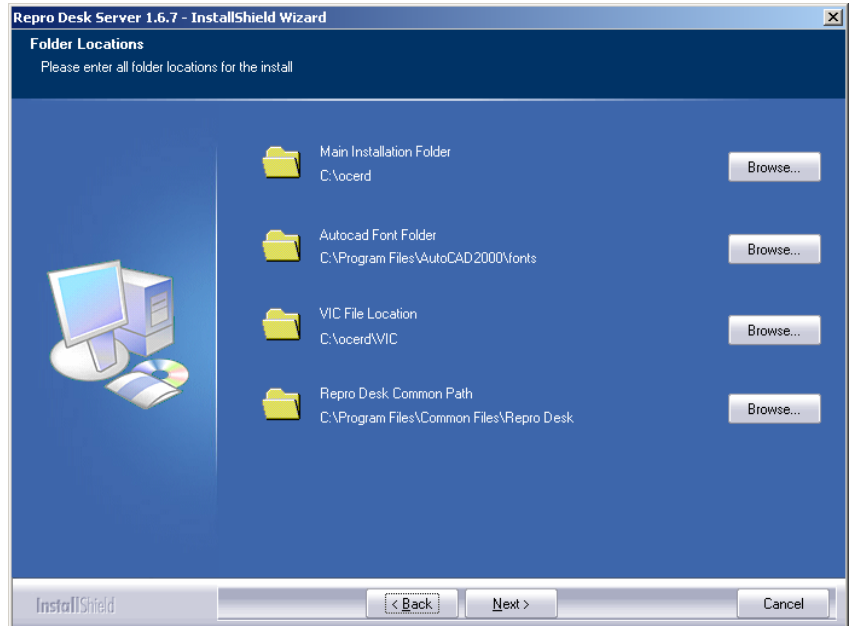 Repro Desk Server 1.6.7 - InstallShield Wizard
Folder Locations
Please enter all folder locations for the install
Main Installation Folder
C:\ocerd
Browse...
Autocad Font Folder
C:\Program Files\AutoCAD2000\fonts
Browse...
VIC File Location
C:\ocerd\VIC
Browse...
Repro Desk Common Path
C:\Program Files\Common Files\Repro Desk
Browse...
InstallShield
< Back
Next >
Cancel